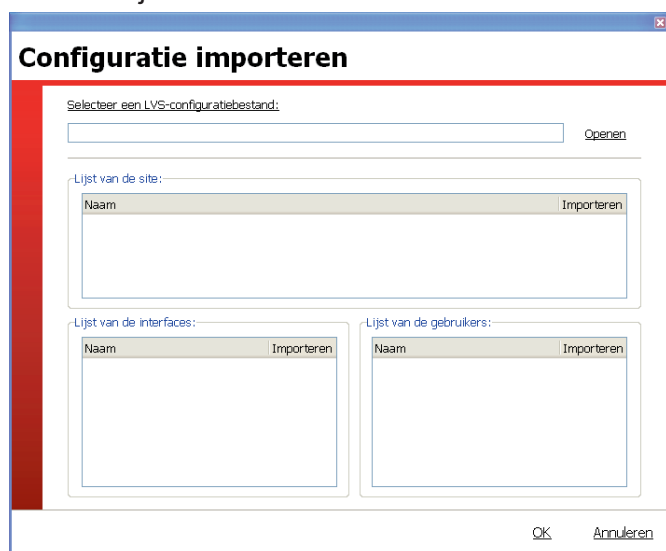 Configuratie importeren
Selecteer een LVS-configuratiebestand:
Openen
Lijst van de site:
Naam Importeren
Lijst van de interfaces:
Naam Importeren
Lijst van de gebruikers:
Naam Importeren
OK Annuleren